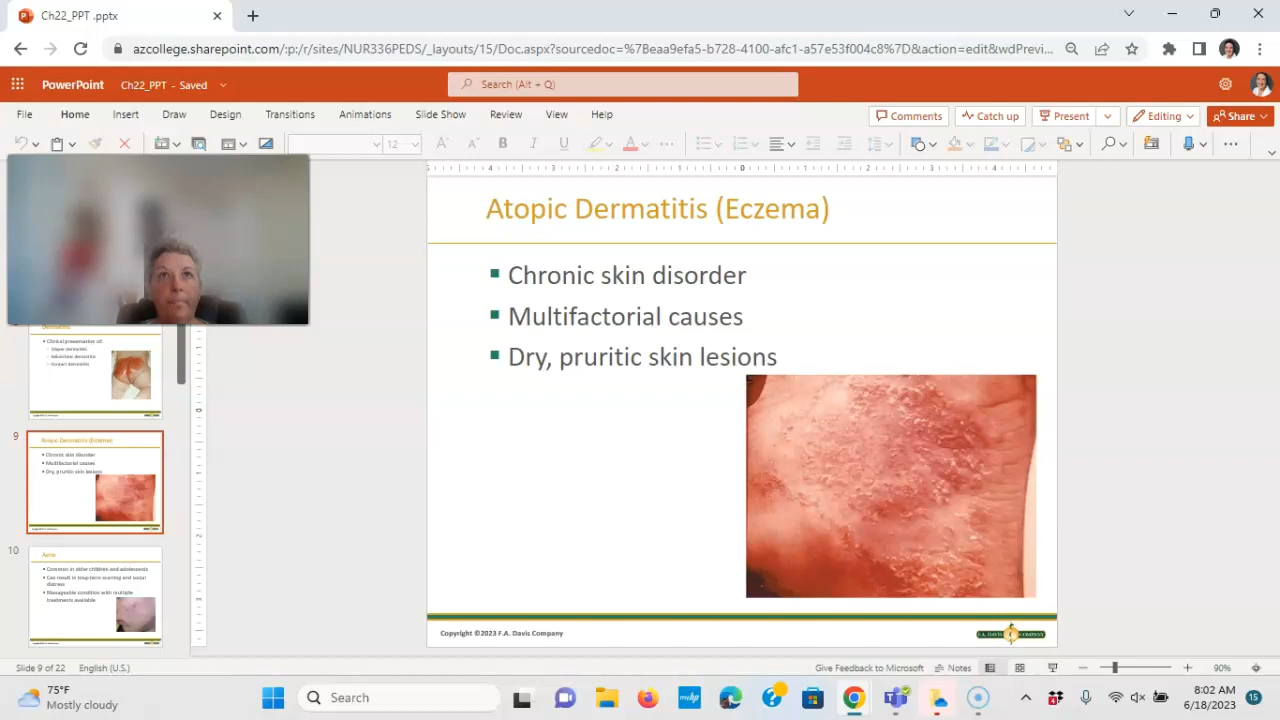 Ch22_PPT.pptx
azcollege.sharepoint.com/:p:/r/sites/NUR336PEDS/_layouts/15/Doc.aspx?sourcedoc=%7Beaa9efa5-b728-4100-afc1-a57e53f004c8%7D&action=edit&wdPrevi...
PowerPoint Ch22_PPT - Saved
Search (Alt + Q)
File Home Insert Draw Design Transitions Animations Slide Show Review View Help
Comments Catch up Present Editing Share
12
Atopic Dermatitis (Eczema)
Chronic skin disorder
Multifactorial causes
Dry, pruritic skin lesions
Copyright ©2023 F.A. Davis Company
Dermatitis
Clinical presentation of:
Diaper dermatitis
Seborrheic dermatitis
Contact dermatitis
9
Atopic Dermatitis (Eczema)
Chronic skin disorder
Multifactorial causes
Dry, pruritic skin lesions
10
Acne
Common in older children and adolescents
Can result in long-term scarring and social
distress
Manageable condition with multiple
treatments available
Slide 9 of 22 English (U.S.)
Give Feedback to Microsoft Notes 90%
75°F
Mostly cloudy
Search
8:02 AM
6/18/2023
15